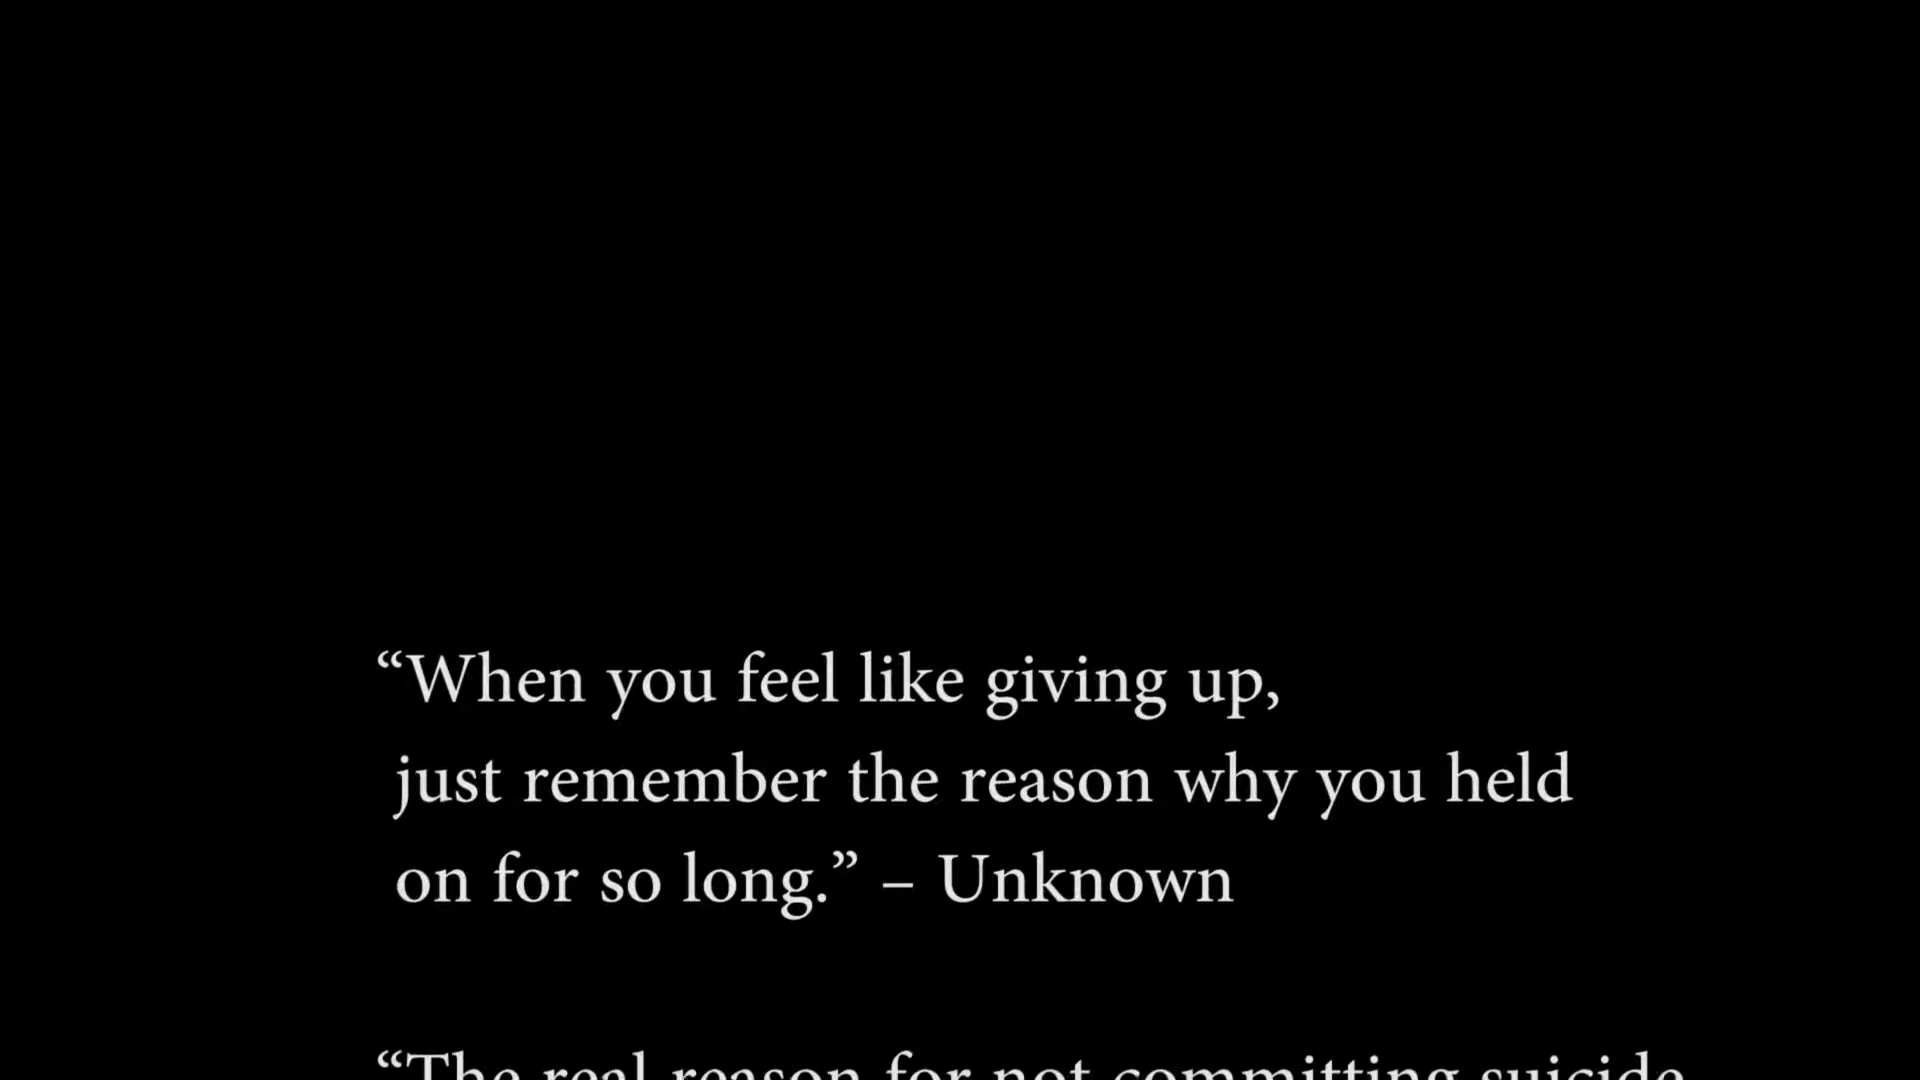 “When you feel like giving up,
just remember the reason why you held
on for so long.” – Unknown
“The real reason for not committing suicide